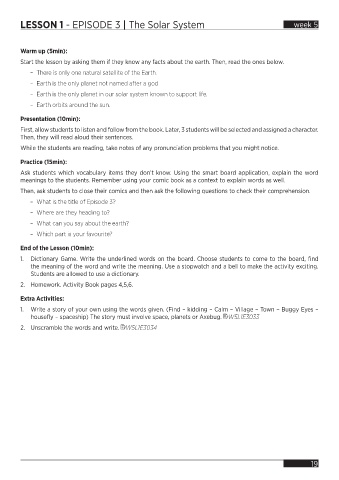 LESSON 1 - EPISODE 3 | The Solar System
week 5
Warm up (5min):
Start the lesson by asking them if they know any facts about the earth. Then, read the ones below.
– There is only one natural satellite of the Earth.
– Earth is the only planet not named after a god
– Earth is the only planet in our solar system known to support life.
– Earth orbits around the sun.
Presentation (10min):
First, allow students to listen and follow from the book. Later, 3 students will be selected and assigned a character.
Then, they will read aloud their sentences.
While the students are reading, take notes of any pronunciation problems that you might notice.
Practice (15min):
Ask students which vocabulary items they don't know. Using the smart board application, explain the word
meanings to the students. Remember using your comic book as a context to explain words as well.
Then, ask students to close their comics and then ask the following questions to check their comprehension.
– What is the title of Episode 3?
– Where are they heading to?
– What can you say about the earth?
– Which part is your favourite?
End of the Lesson (10min):
1. Dictionary Game. Write the underlined words on the board. Choose students to come to the board, find
the meaning of the word and write the meaning. Use a stopwatch and a bell to make the activity exciting.
Students are allowed to use a dictionary.
2. Homework. Activity Book pages 4,5,6.
Extra Activities:
1. Write a story of your own using the words given. (Find – kidding – Calm – Village – Town – Buggy Eyes –
housefly – spaceship) The story must involve space, planets or Axebug. WSL1E3033
2. Unscramble the words and write. WSL1E3034
19